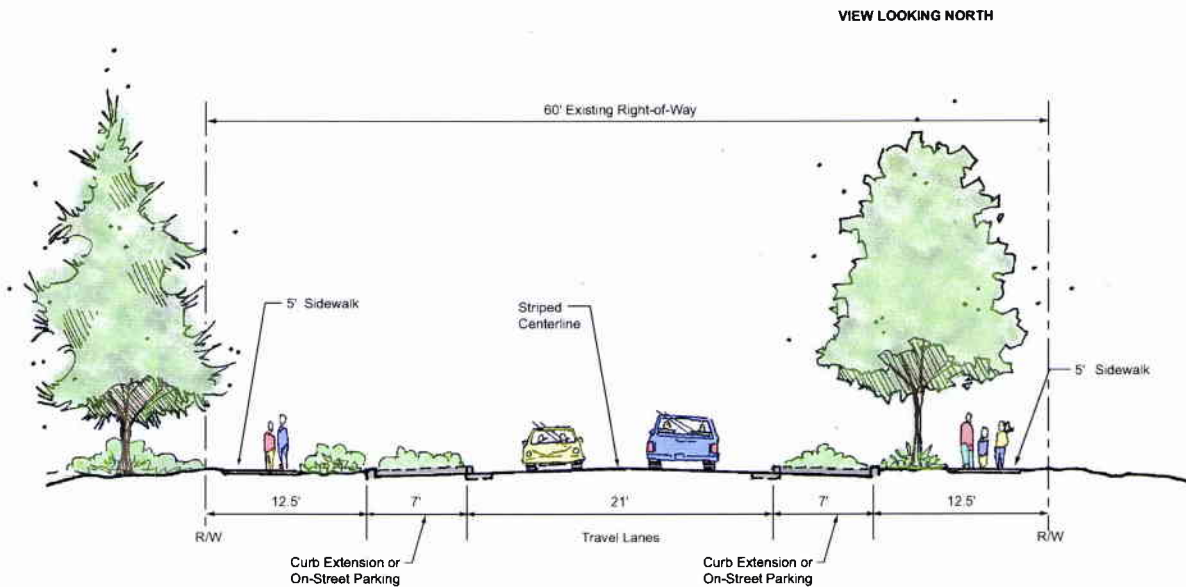 VIEW LOOKING NORTH
60' Existing Right-of-Way
5' Sidewalk
Striped
Centerline
5' Sidewalk
12.5'
7'
21'
7'
12.5'
R/W
Travel Lanes
R/W
Curb Extension or
On-Street Parking
Curb Extension or
On-Street Parking